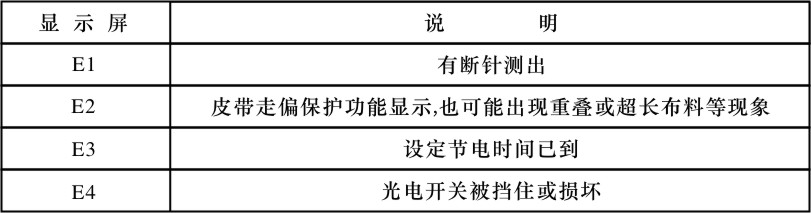 显示屏 说明
E1 有断针测出
E2 皮带走偏保护功能显示,也可能出现重叠或超长布料等现象
E3 设定节电时间已到
E4 光电开关被挡住或损坏